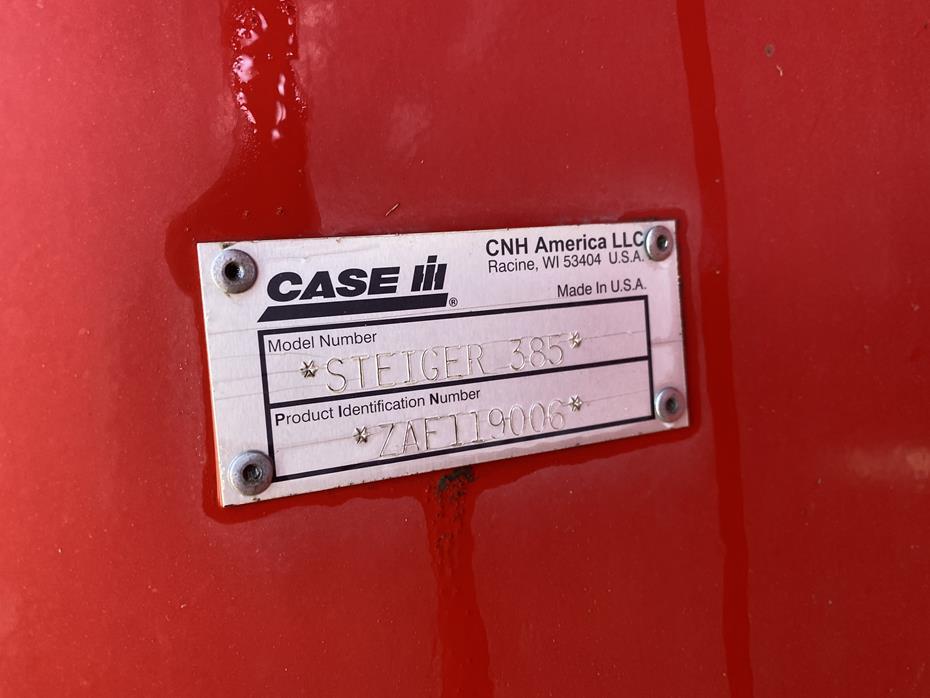 CNH America LLC
Racine, WI 53404 U.S.A.
CASE IH®
Made In U.S.A.
Model Number
*STEIGER 385*
Product Identification Number
*ZAF119006*